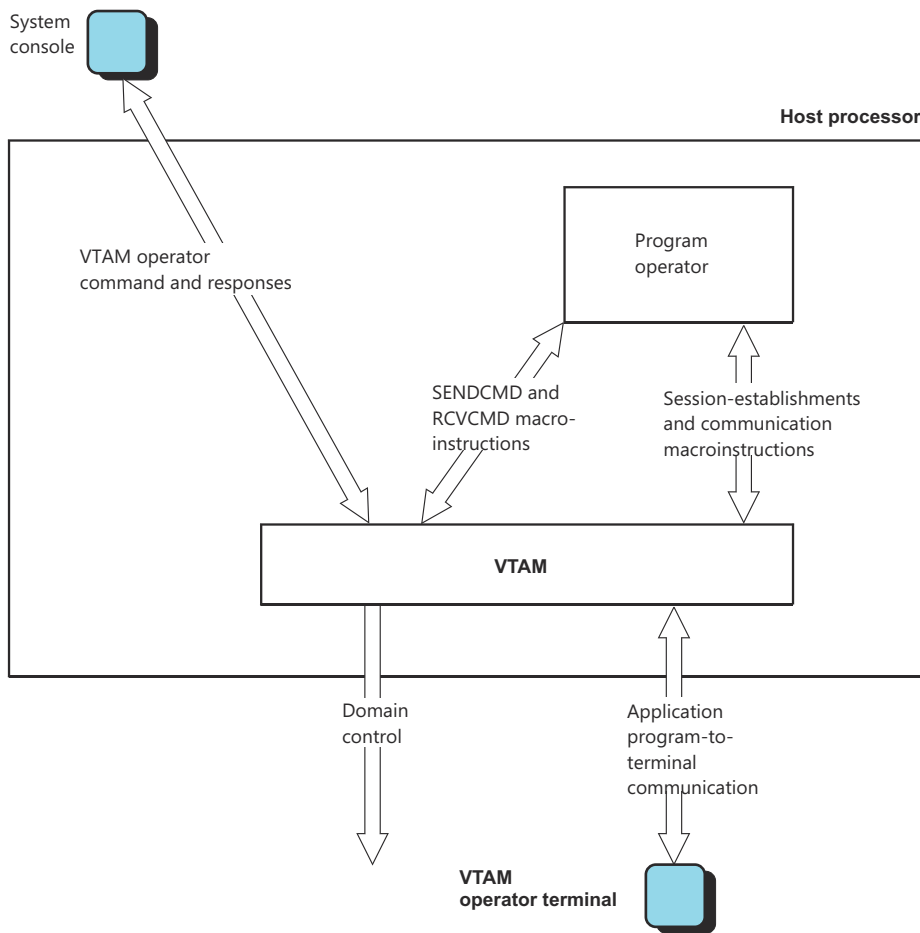 System
console
Host processor
Program
operator
VTAM operator
command and responses
SENDCMD and
RCVCMD macro-
instructions
Session-establishments
and communication
macroinstructions
VTAM
Domain
control
Application
program-to-
terminal
communication
VTAM
operator terminal